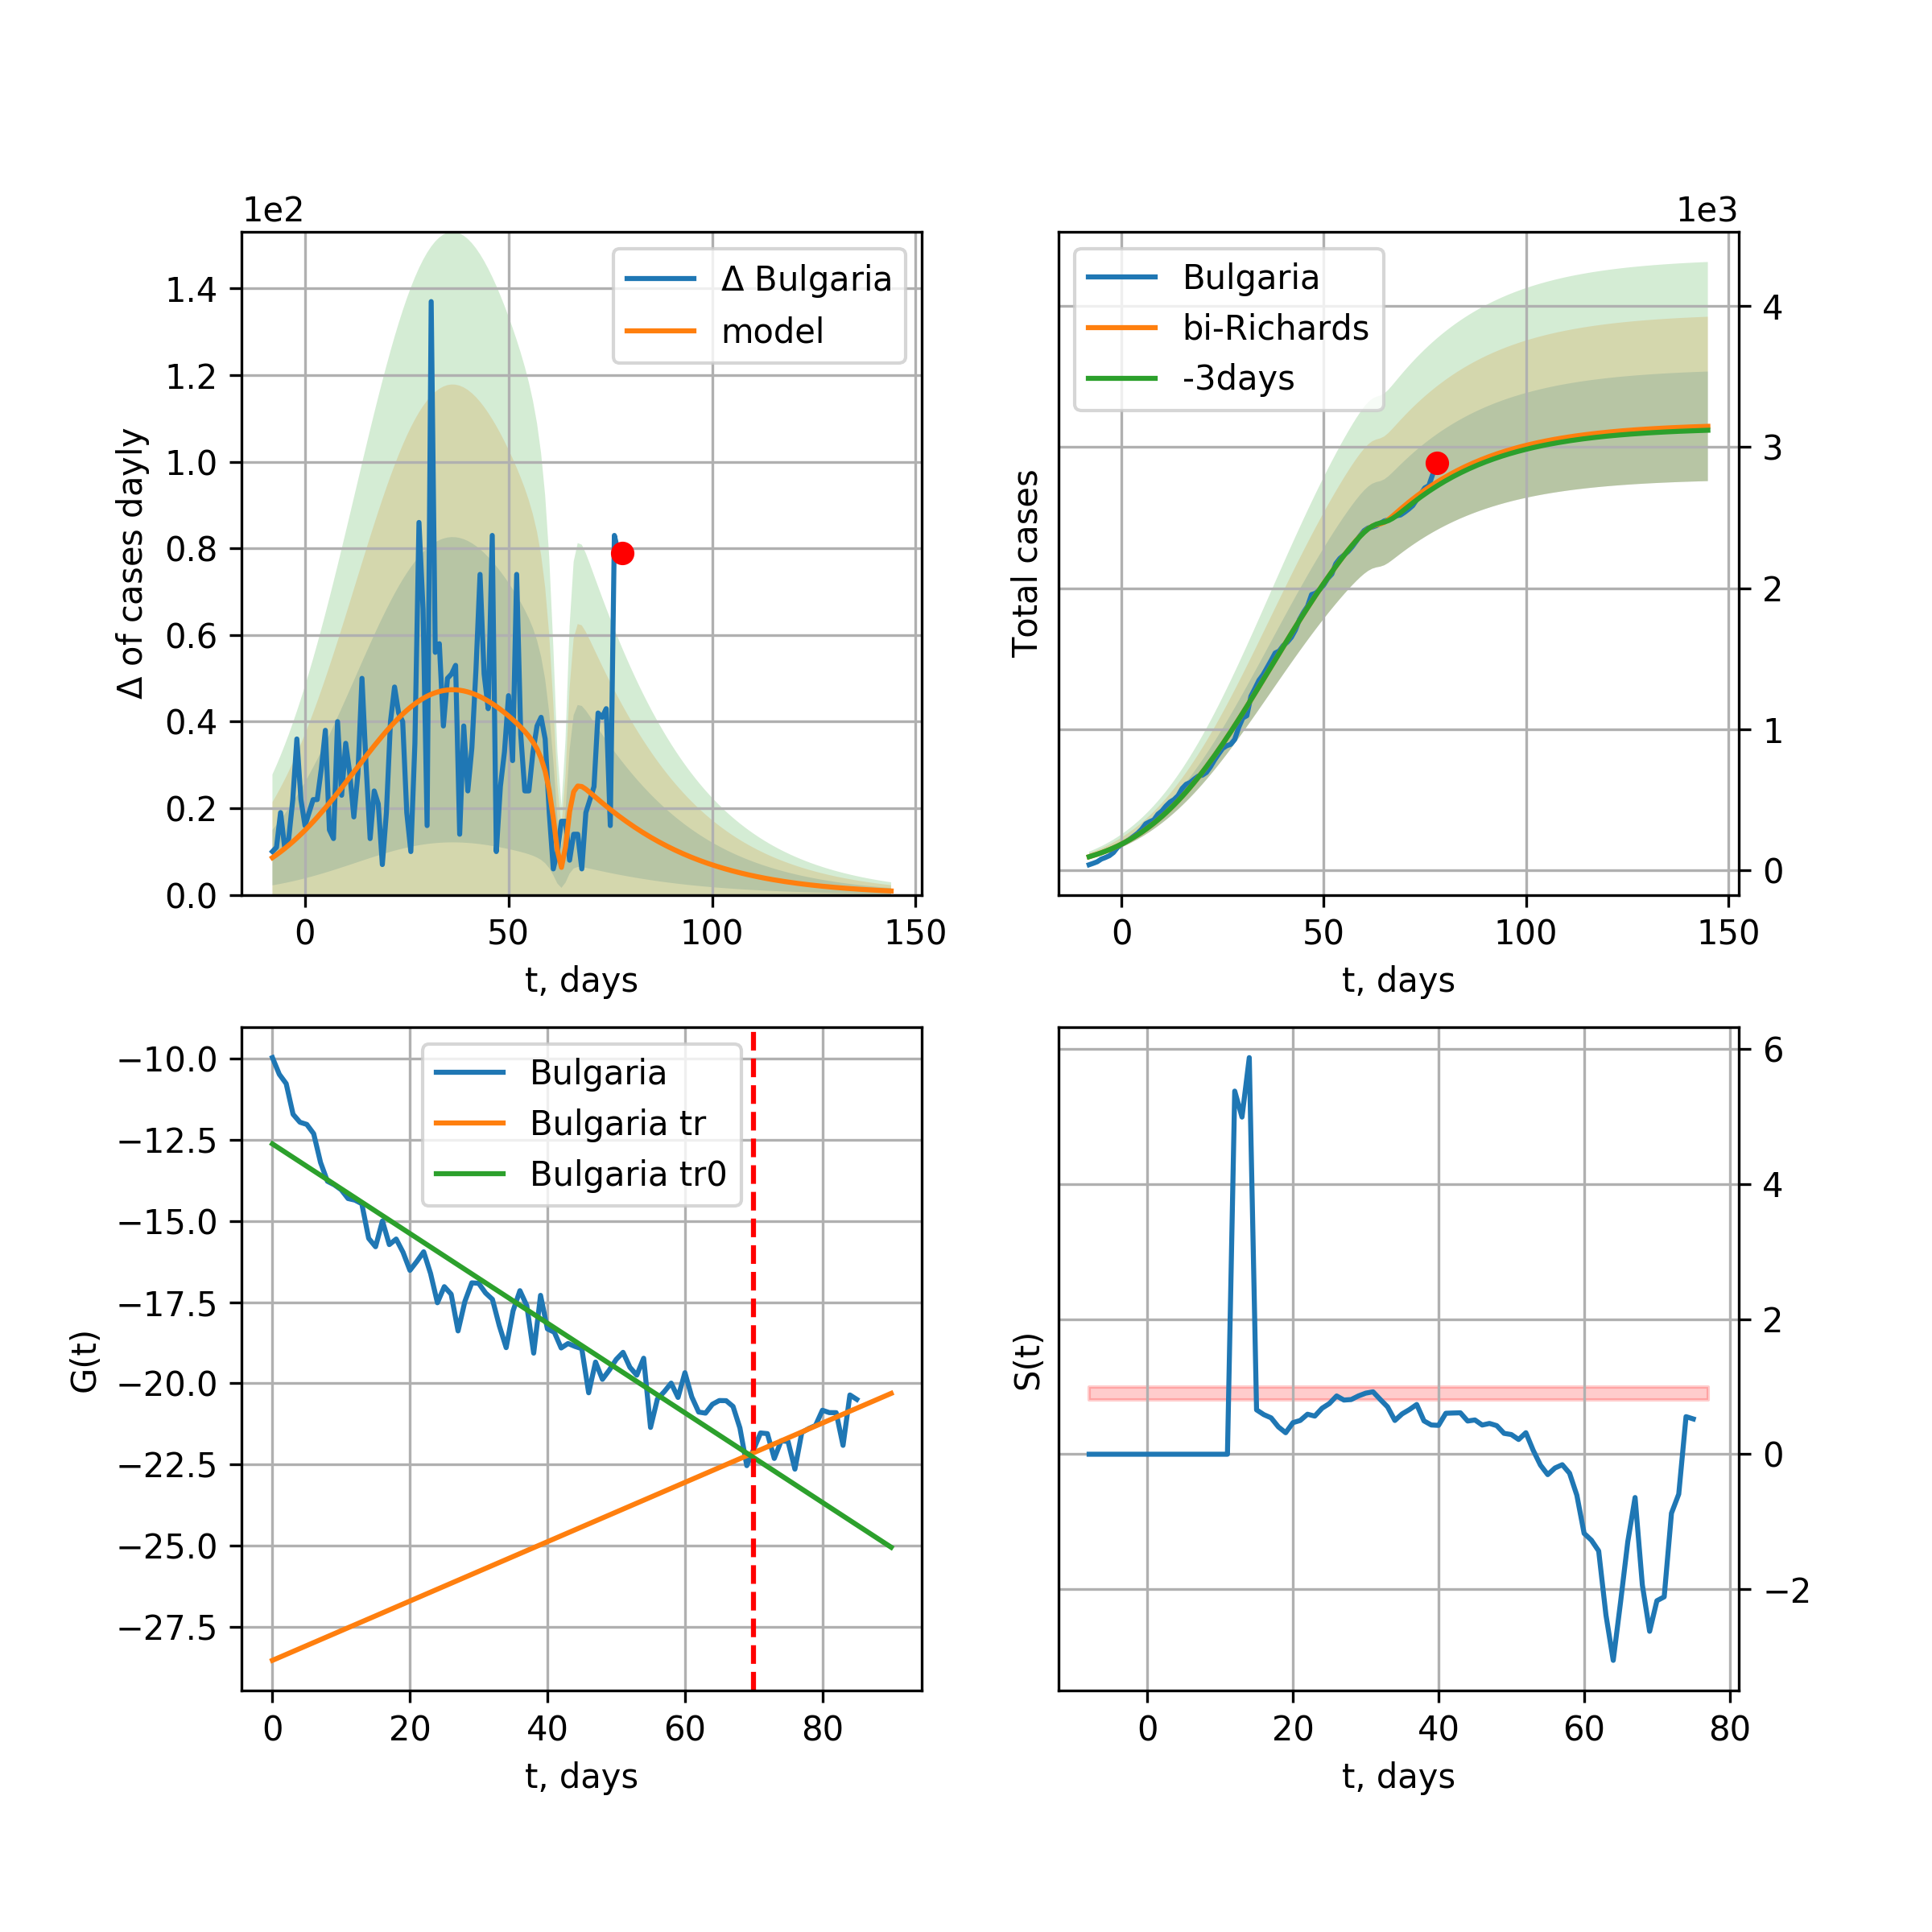 1e2
1.4
1.2
1.0
0.8
0.6
0.4
0.2
0.0
Δ of cases dayly
Δ Bulgaria
model
0
50
100
150
t, days
1e3
Bulgaria
bi-Richards
-3days
Total cases
4
3
2
1
0
0
50
100
150
t, days
−10.0
−12.5
−15.0
−17.5
−20.0
−22.5
−25.0
−27.5
G(t)
Bulgaria
Bulgaria tr
Bulgaria tr0
0
20
40
60
80
t, days
S(t)
6
4
2
0
−2
0
20
40
60
80
t, days